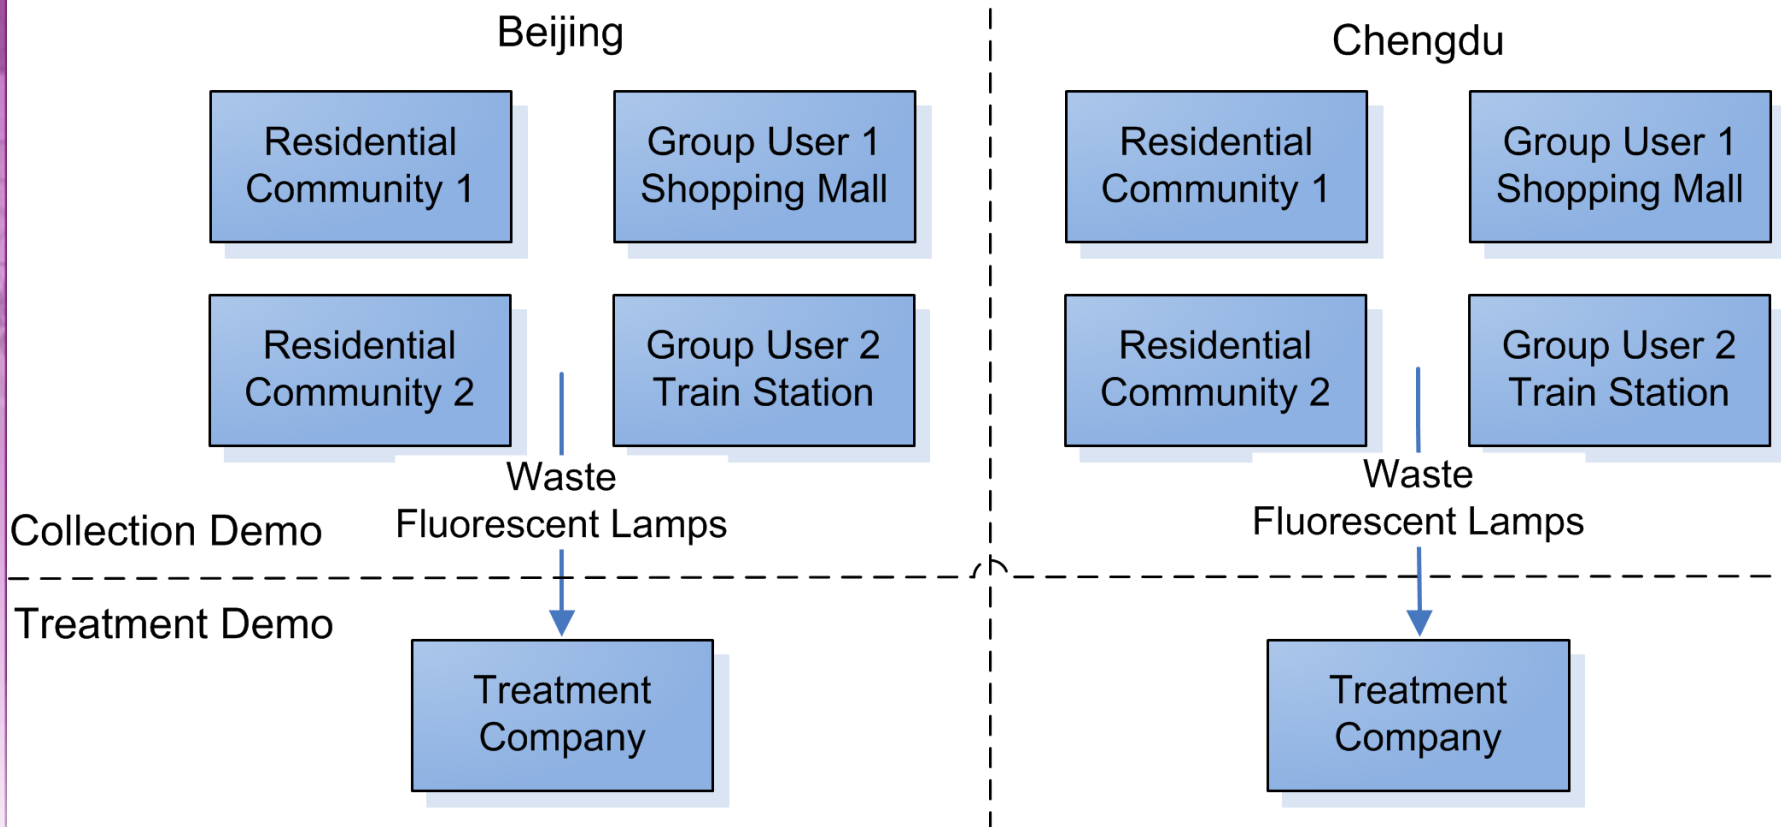 Beijing
Residential
Community 1
Group User 1
Shopping Mall
Residential
Community 2
Group User 2
Train Station
Waste
Fluorescent Lamps
Chengdu
Residential
Community 1
Group User 1
Shopping Mall
Residential
Community 2
Group User 2
Train Station
Waste
Fluorescent Lamps
Collection Demo
Treatment Demo
Treatment
Company
Treatment
Company